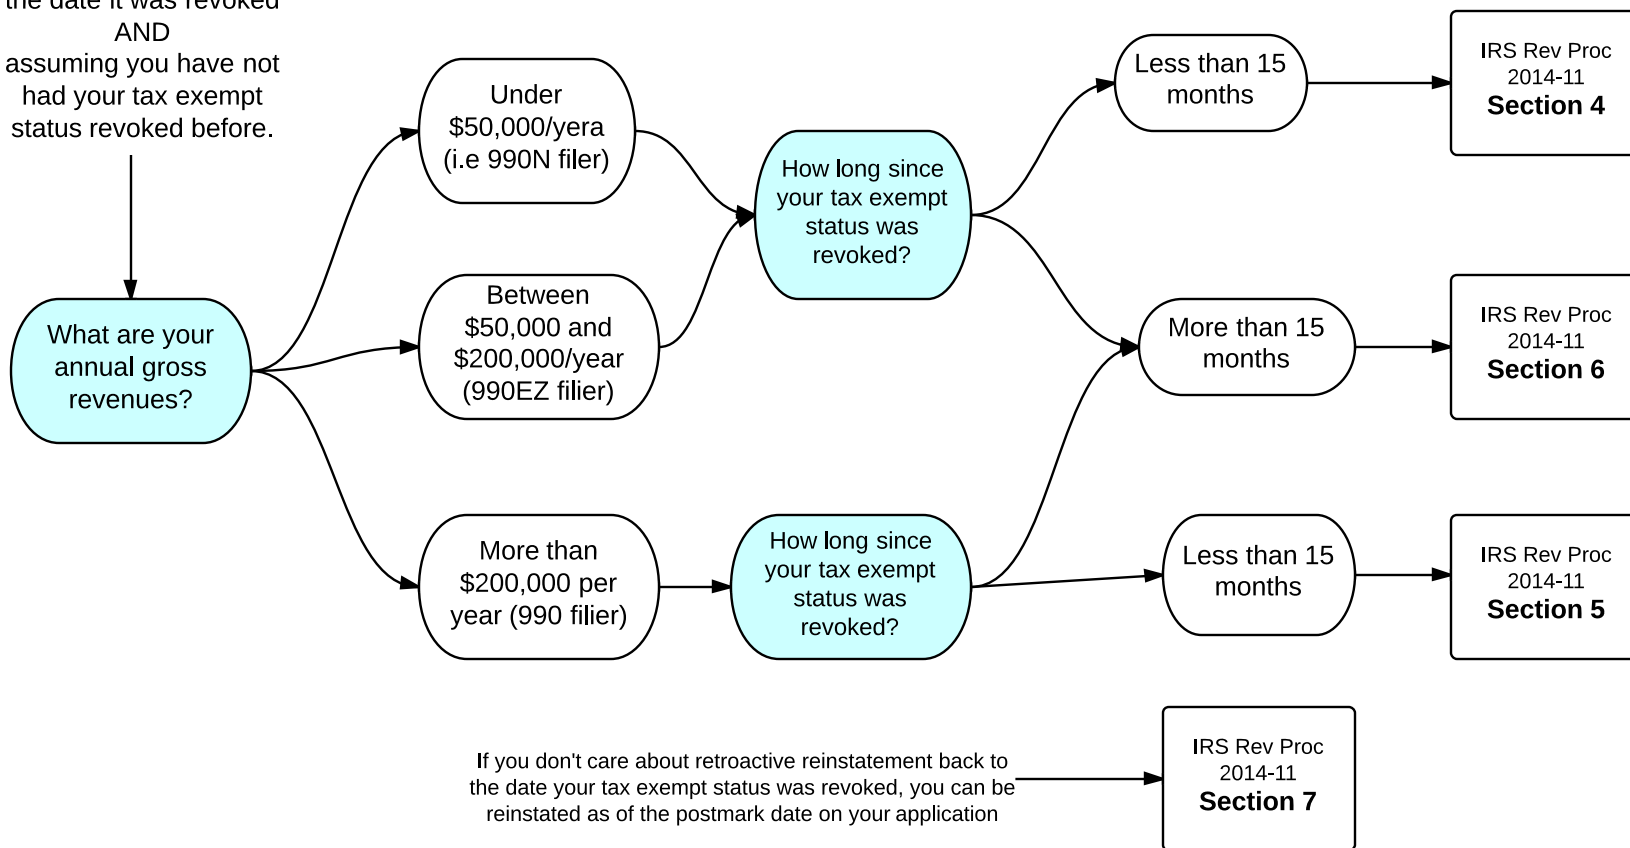 the date it was revoked
AND
assuming you have not
had your tax exempt
status revoked before.
What are your
annual gross
revenues?
Under
$50,000/yera
(i.e 990N filer)
Between
$50,000 and
$200,000/year
(990EZ filier)
More than
$200,000 per
year (990 filier)
How long since
your tax exempt
status was
revoked?
How long since
your tax exempt
status was
revoked?
Less than 15
months
More than 15
months
Less than 15
months
IRS Rev Proc
2014-11
Section 4
IRS Rev Proc
2014-11
Section 6
IRS Rev Proc
2014-11
Section 5
If you don't care about retroactive reinstatement back to
the date your tax exempt status was revoked, you can be
reinstated as of the postmark date on your application
IRS Rev Proc
2014-11
Section 7